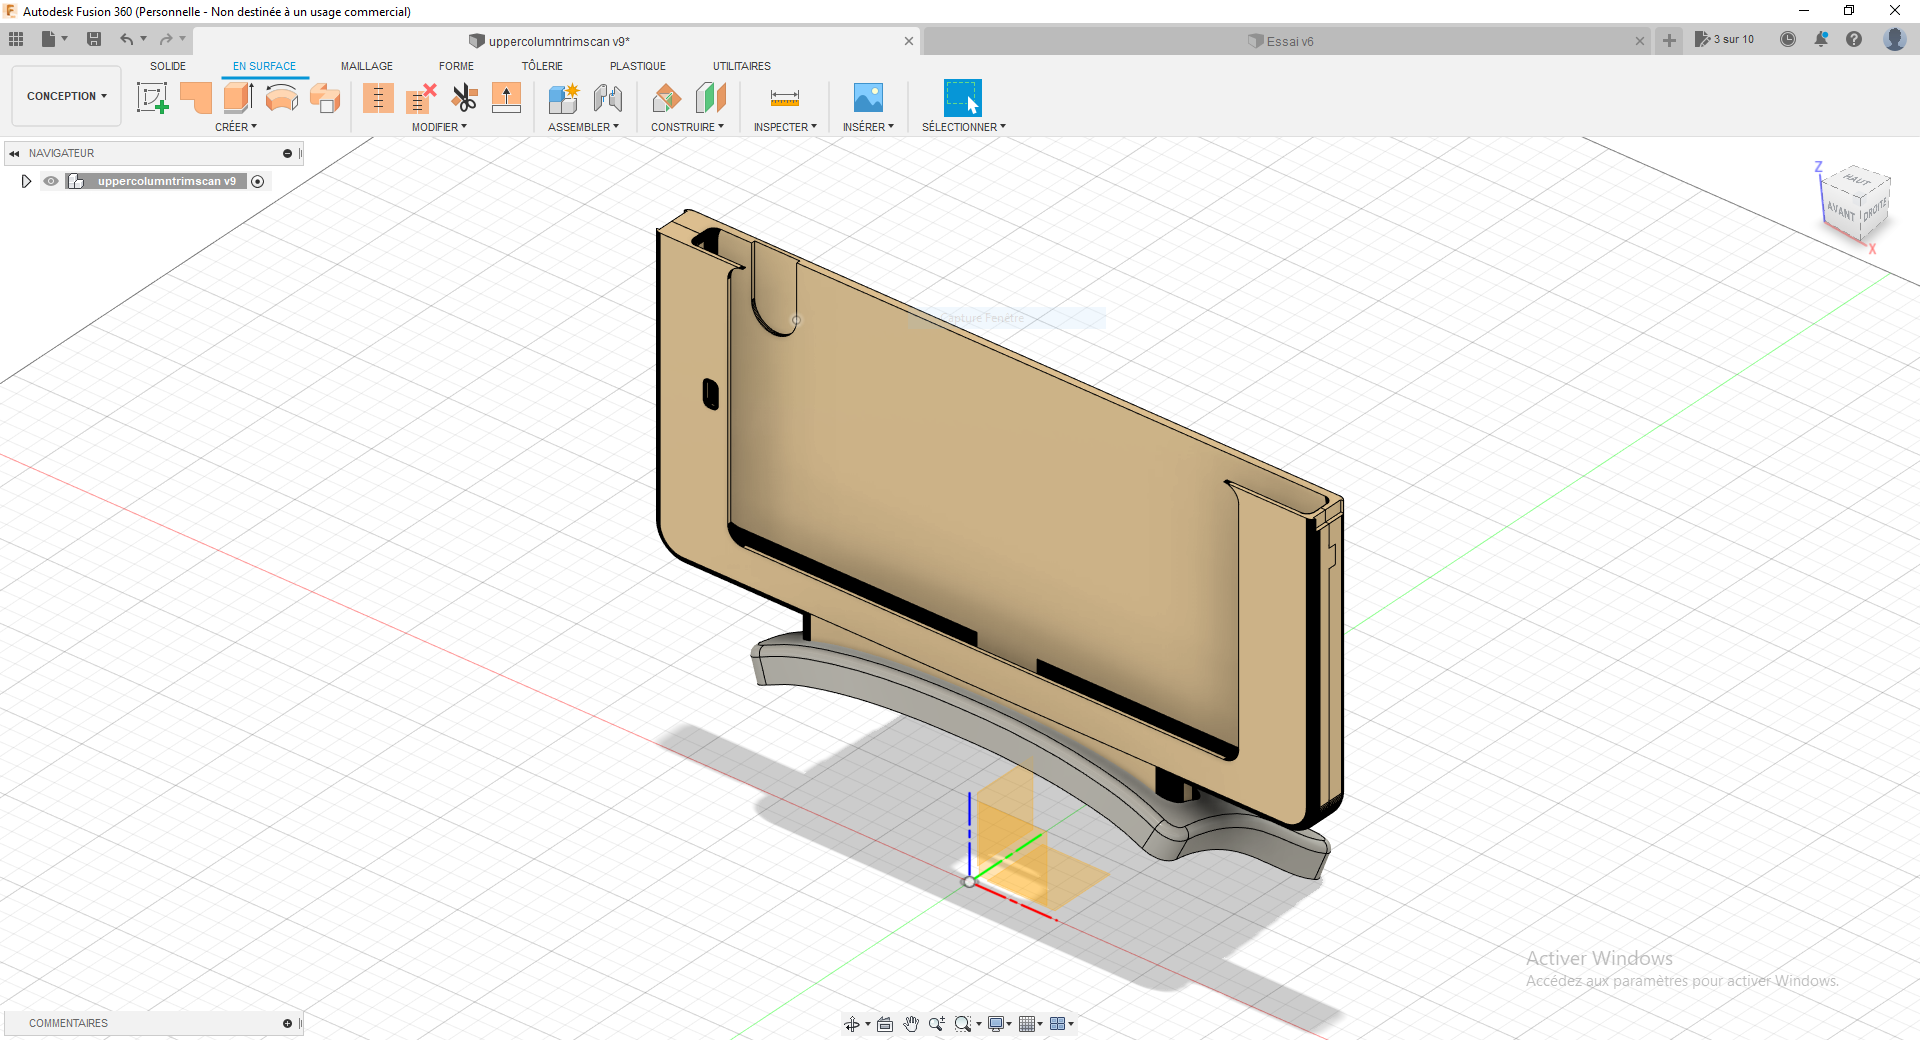 Autodesk Fusion 360 (Personnelle - Non destinée à un usage commercial)
uppercolumntrimscan v9*
Essai v6
3 sur 10
SOLIDE
EN SURFACE
MAILLAGE
FORME
TÔLERIE
PLASTIQUE
UTILITAIRES
CONCEPTION
CRÉER
MODIFIER
ASSEMBLER
CONSTRUIRE
INSPECTER
INSÉRER
SÉLECTIONNER
NAVIGATEUR
uppercolumntrimscan v9
Z
HAUT
AVANT
DROITE
X
Capture Fenêtre
Activer Windows
Accédez aux paramètres pour activer Windows.
COMMENTAIRES